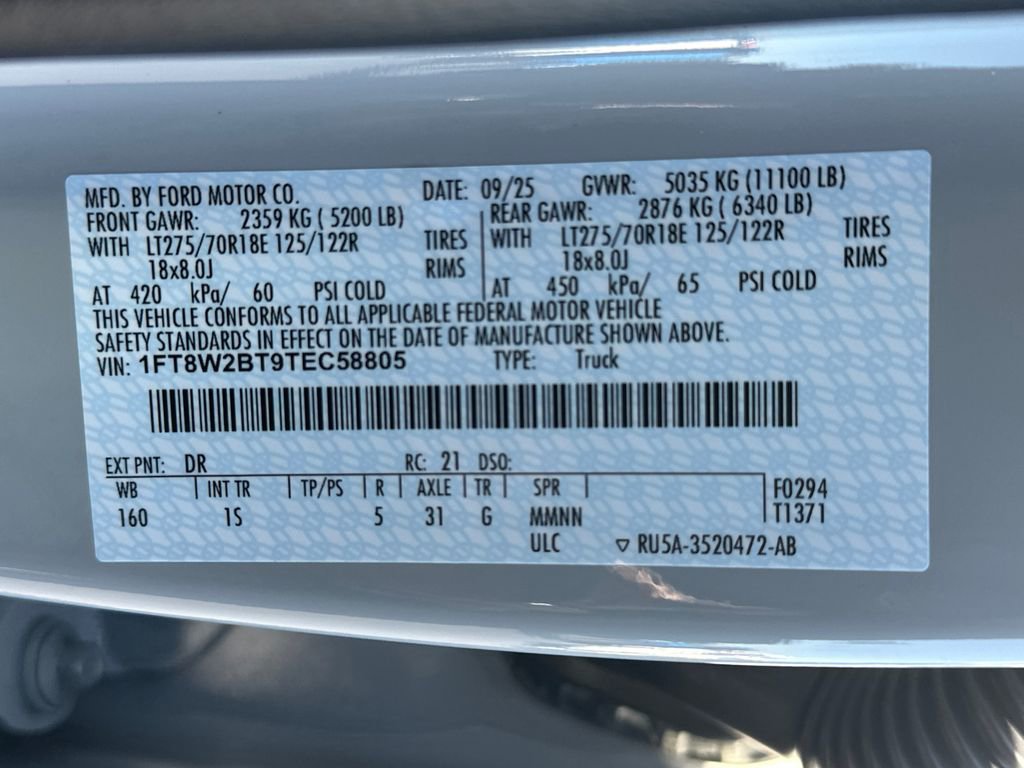 MFD. BY FORD MOTOR CO. DATE: 09/25 GVWR: 5035 KG (11100 LB)
FRONT GAWR: 2359 KG ( 5200 LB) REAR GAWR: 2876 KG ( 6340 LB)
WITH LT275/70R18E 125/122R TIRES WITH LT275/70R18E 125/122R TIRES
18x8.0J RIMS 18x8.0J RIMS
AT 420 kPa/ 60 PSI COLD AT 450 kPa/ 65 PSI COLD
THIS VEHICLE CONFORMS TO ALL APPLICABLE FEDERAL MOTOR VEHICLE
SAFETY STANDARDS IN EFFECT ON THE DATE OF MANUFACTURE SHOWN ABOVE.
VIN: 1FT8W2BT9TEC58805 TYPE: Truck
EXT PNT: DR RC: 21 DSO:
WB INT TR TP/PS R AXLE TR SPR F0294
160 1S 5 31 G MMNN T1371
ULC RU5A-3520472-AB